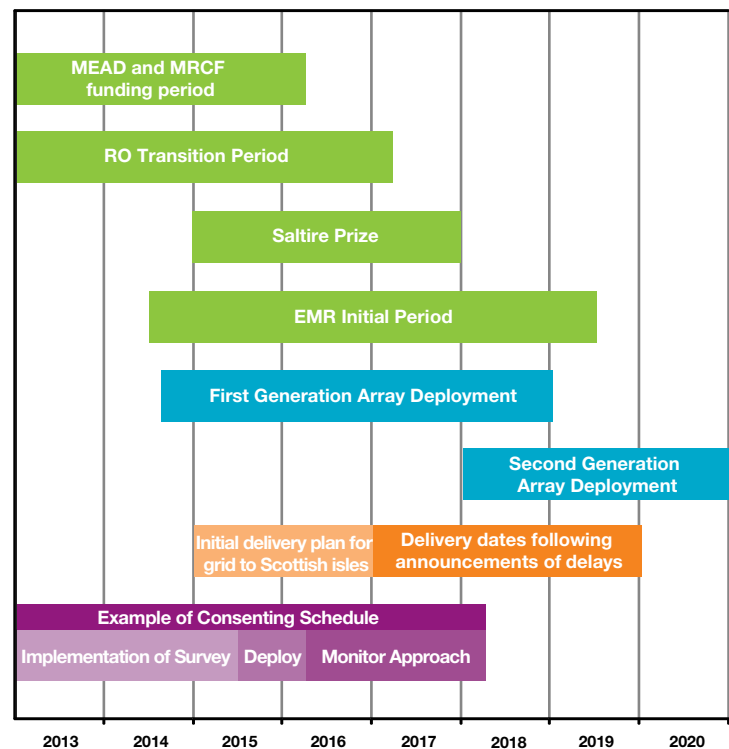 MEAD and MRCF
funding period
RO Transition Period
Saltire Prize
EMR Initial Period
First Generation Array Deployment
Second Generation
Array Deployment
Initial delivery plan for
grid to Scottish isles
Delivery dates following
announcements of delays
Example of Consenting Schedule
Implementation of Survey
Deploy
Monitor Approach
2013 2014 2015 2016 2017 2018 2019 2020